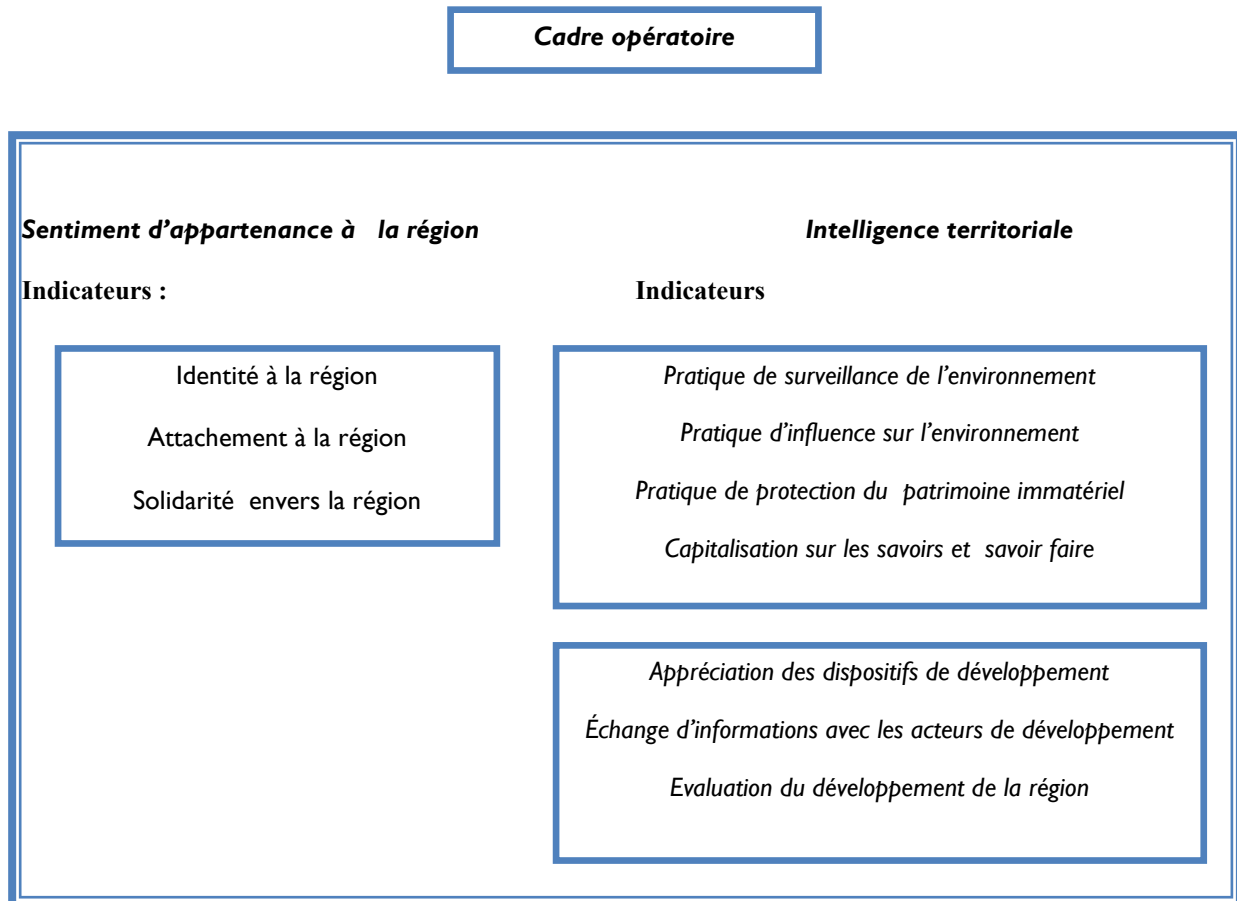 Cadre opératoire
Sentiment d’appartenance à la région
Intelligence territoriale
Indicateurs :
Indicateurs
Identité à la région
Attachement à la région
Solidarité envers la région
Pratique de surveillance de l’environnement
Pratique d’influence sur l’environnement
Pratique de protection du patrimoine immatériel
Capitalisation sur les savoirs et savoir faire
Appréciation des dispositifs de développement
Échange d’informations avec les acteurs de développement
Evaluation du développement de la région